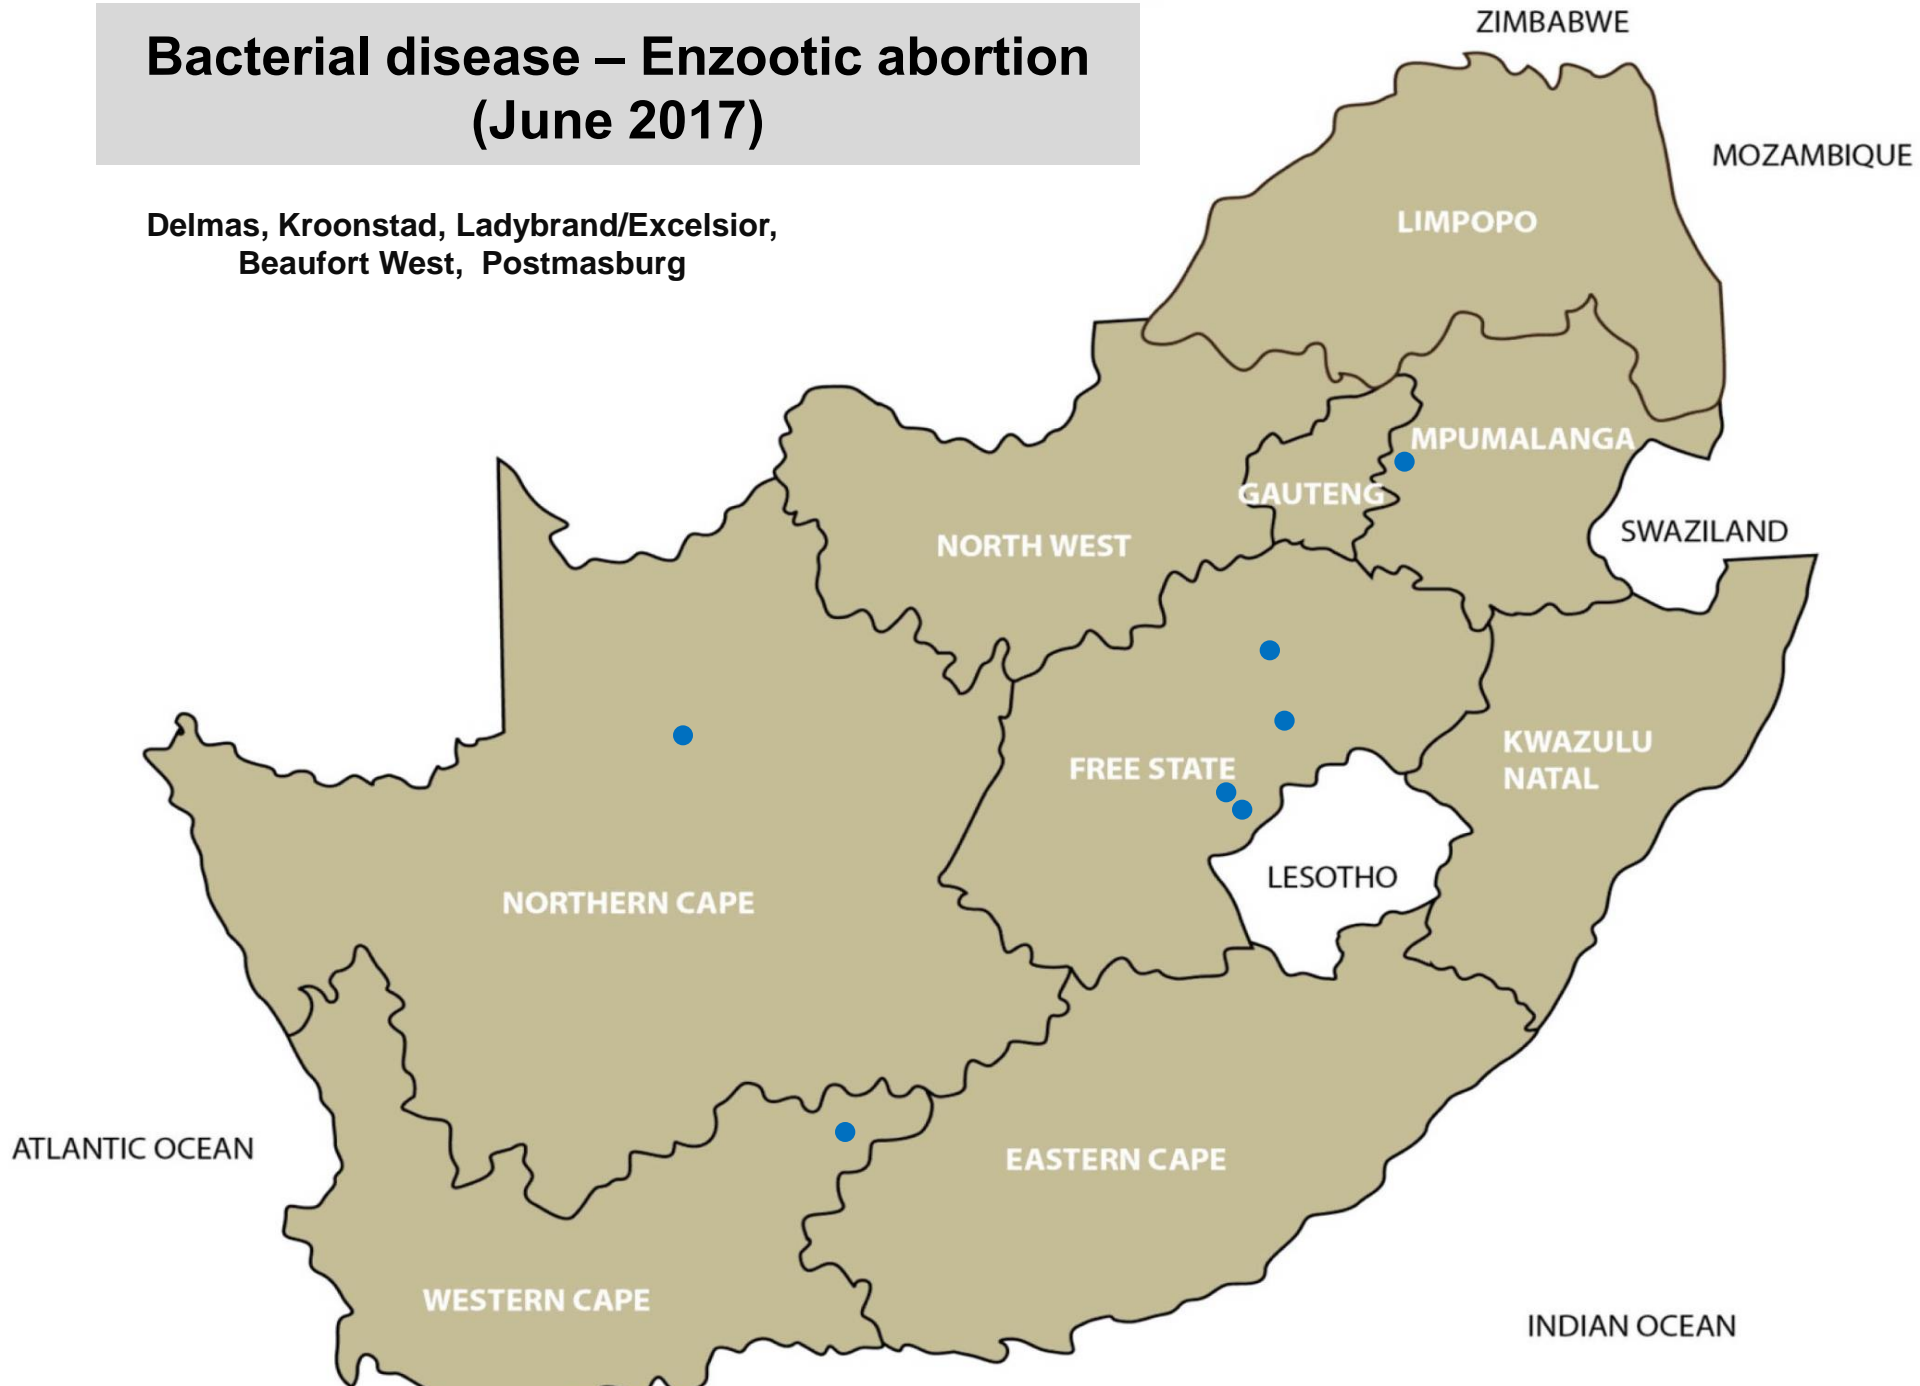 Bacterial disease – Enzootic abortion
(June 2017)
Delmas, Kroonstad, Ladybrand/Excelsior,
Beaufort West, Postmasburg
ZIMBABWE
MOZAMBIQUE
LIMPOPO
MPUMALANGA
GAUTENG
SWAZILAND
NORTH WEST
KWAZULU
NATAL
FREE STATE
LESOTHO
NORTHERN CAPE
ATLANTIC OCEAN
EASTERN CAPE
WESTERN CAPE
INDIAN OCEAN